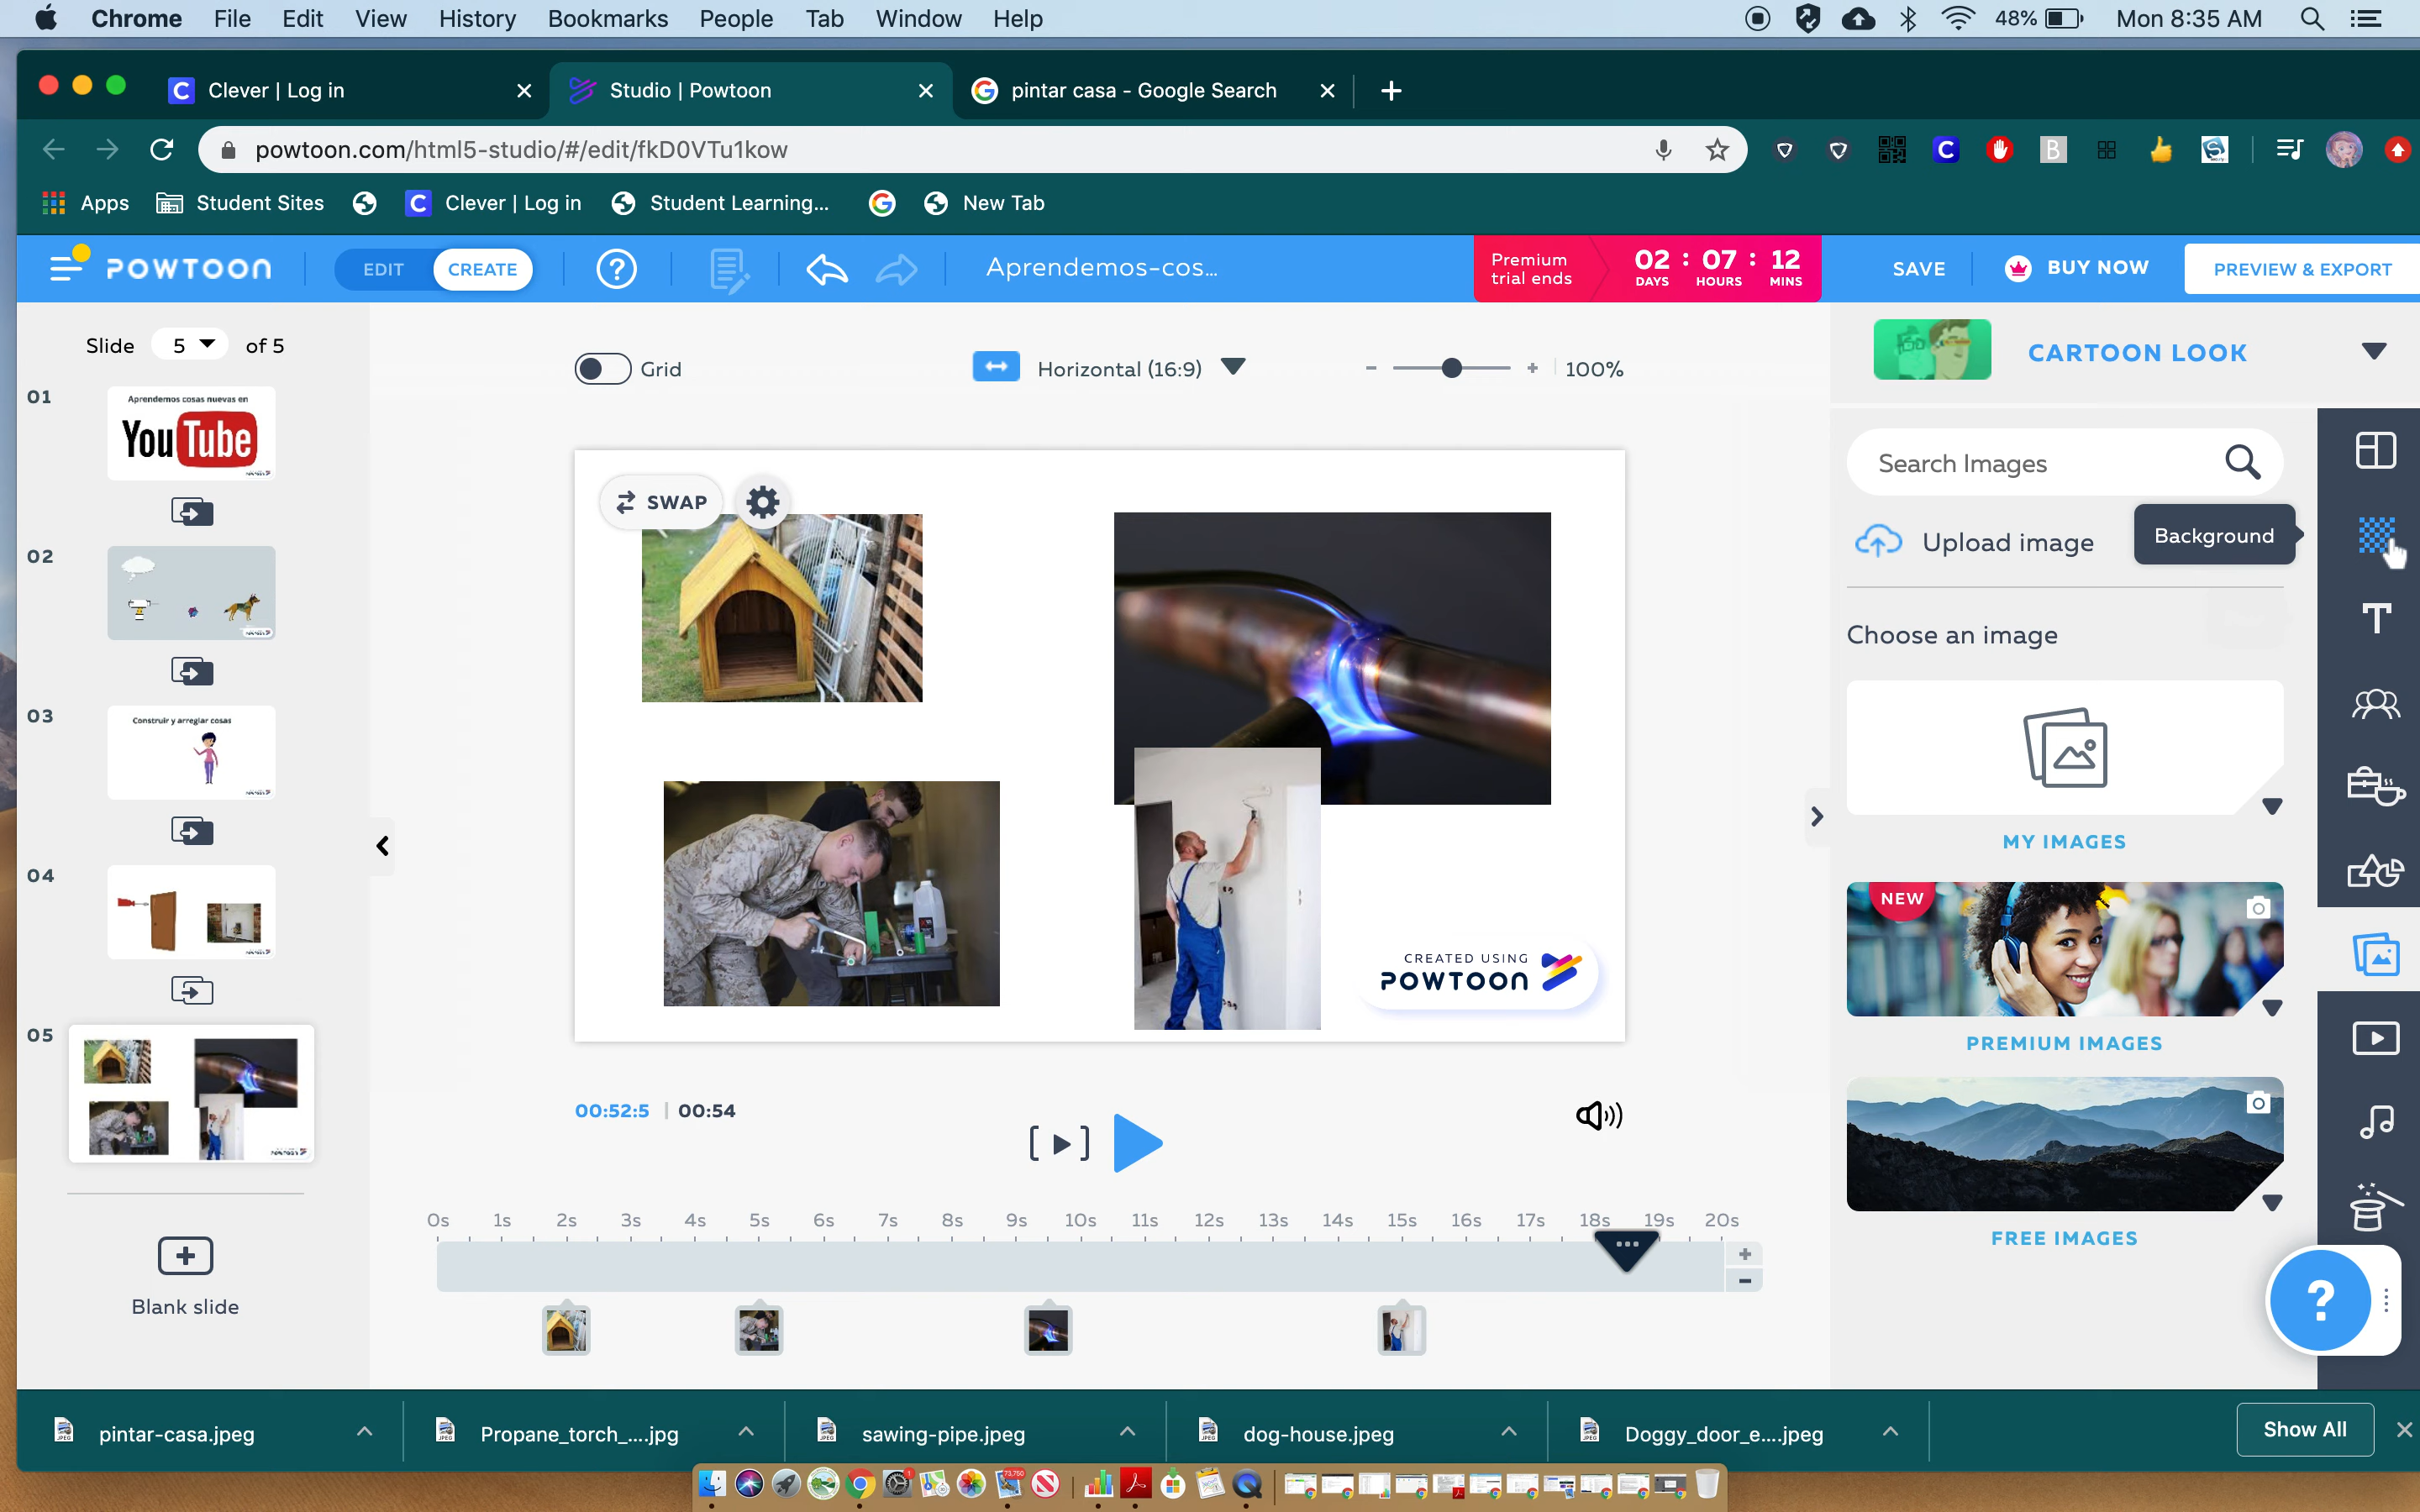 Chrome File Edit View History Bookmarks People Tab Window Help 48% Mon 8:35 AM
Clever | Log in Studio | Powtoon pintar casa - Google Search
powtoon.com/html5-studio/#/edit/fkD0VTu1kow
Apps Student Sites Clever | Log in Student Learning... New Tab
POWTOON EDIT CREATE ? Aprendemos-cos... Premium trial ends 02 : 07 : 12 DAYS HOURS MINS SAVE BUY NOW PREVIEW & EXPORT
Slide 5 of 5
Grid Horizontal (16:9) - + 100%
CARTOON LOOK
01
Aprendemos cosas nuevas en
YouTube
02
03
Construir y arreglar cosas
04
05
Blank slide
SWAP
CREATED USING
POWTOON
Search Images
Upload image
Background
Choose an image
MY IMAGES
NEW
PREMIUM IMAGES
FREE IMAGES
00:52:5 | 00:54
0s 1s 2s 3s 4s 5s 6s 7s 8s 9s 10s 11s 12s 13s 14s 15s 16s 17s 18s 19s 20s
?
pintar-casa.jpeg Propane_torch_....jpg sawing-pipe.jpeg dog-house.jpeg Doggy_door_e....jpeg Show All